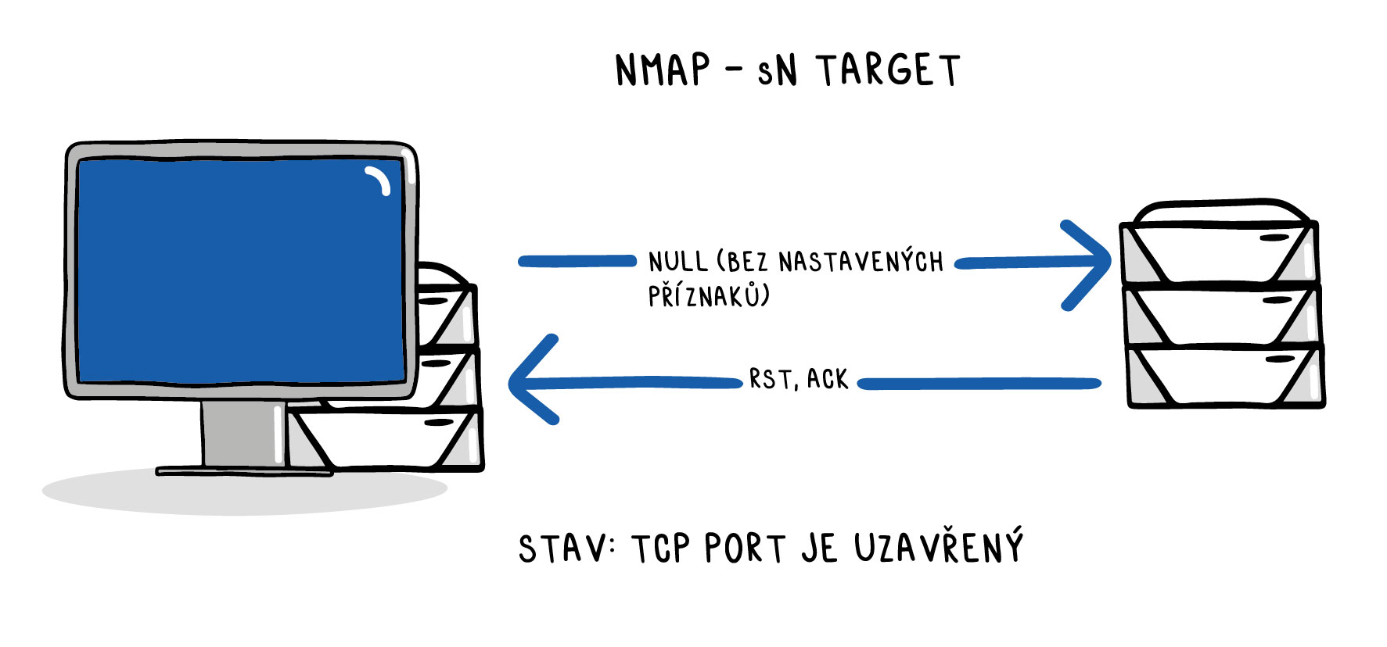 NMAP - sN TARGET
NULL (BEZ NASTAVENÝCH
PŘÍZNAKŮ)
RST, ACK
STAV: TCP PORT JE UZAVŘENÝ